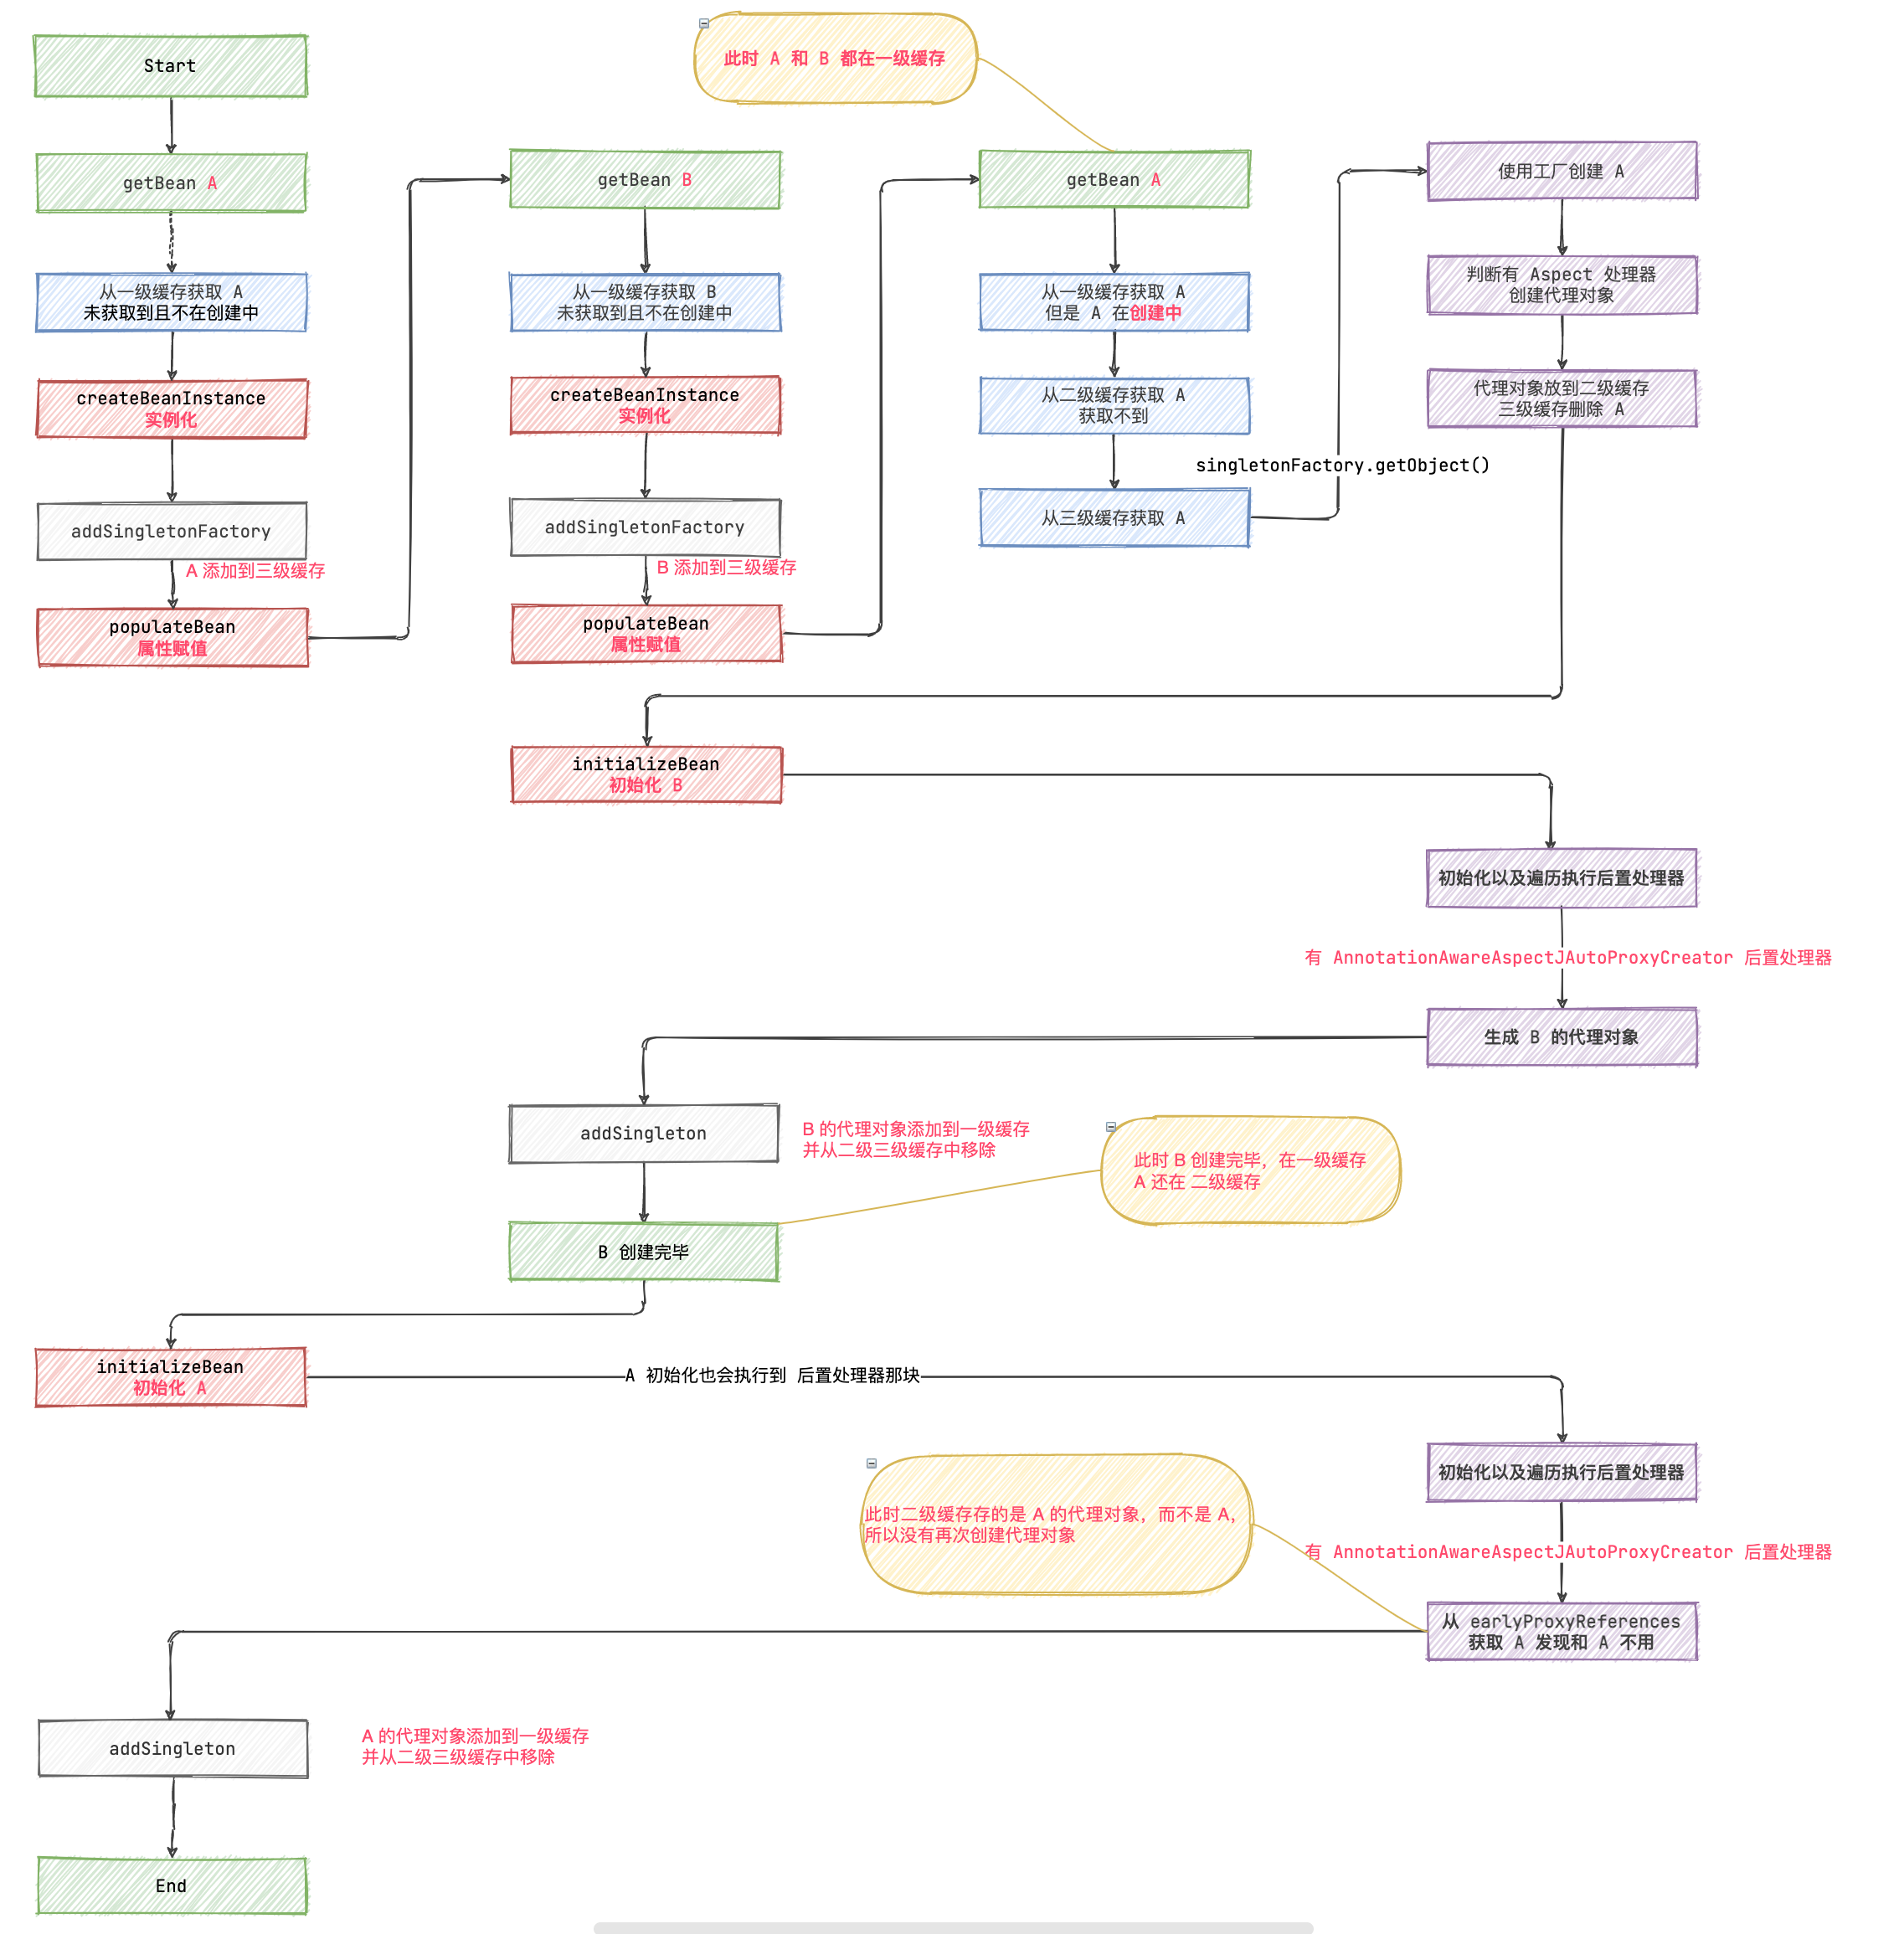 Start
getBean A
从一级缓存获取 A
未获取到且不在创建中
createBeanInstance
实例化
addSingletonFactory
A 添加到三级缓存
populateBean
属性赋值
getBean B
从一级缓存获取 B
未获取到且不在创建中
createBeanInstance
实例化
addSingletonFactory
B 添加到三级缓存
populateBean
属性赋值
此时 A 和 B 都在一级缓存
getBean A
从一级缓存获取 A
但是 A 在创建中
从二级缓存获取 A
获取不到
从三级缓存获取 A
singletonFactory.getObject()
使用工厂创建 A
判断有 Aspect 处理器
创建代理对象
代理对象放到二级缓存
三级缓存删除 A
initializeBean
初始化 B
初始化以及遍历执行后置处理器
有 AnnotationAwareAspectJAutoProxyCreator 后置处理器
生成 B 的代理对象
addSingleton
B 的代理对象添加到一级缓存
并从二级三级缓存中移除
此时 B 创建完毕，在一级缓存
A 还在 二级缓存
B 创建完毕
initializeBean
初始化 A
A 初始化也会执行到 后置处理器那块
初始化以及遍历执行后置处理器
此时二级缓存存的是 A 的代理对象，而不是 A，
所以没有再次创建代理对象
有 AnnotationAwareAspectJAutoProxyCreator 后置处理器
从 earlyProxyReferences
获取 A 发现和 A 不用
addSingleton
A 的代理对象添加到一级缓存
并从二级三级缓存中移除
End